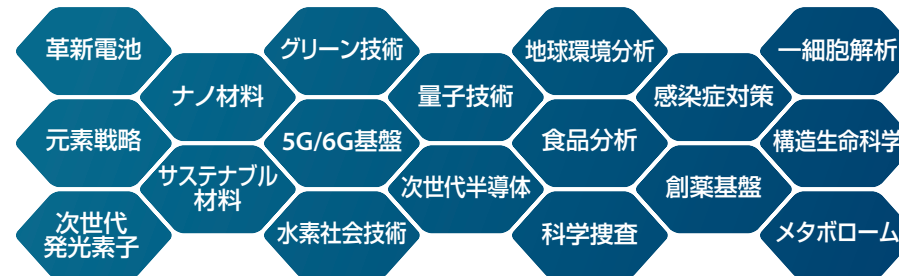 革新電池
グリーン技術
地球環境分析
一細胞解析
ナノ材料
量子技術
感染症対策
元素戦略
5G/6G基盤
食品分析
構造生命科学
サステナブル
材料
次世代半導体
創薬基盤
次世代
発光素子
水素社会技術
科学捜査
メタボローム